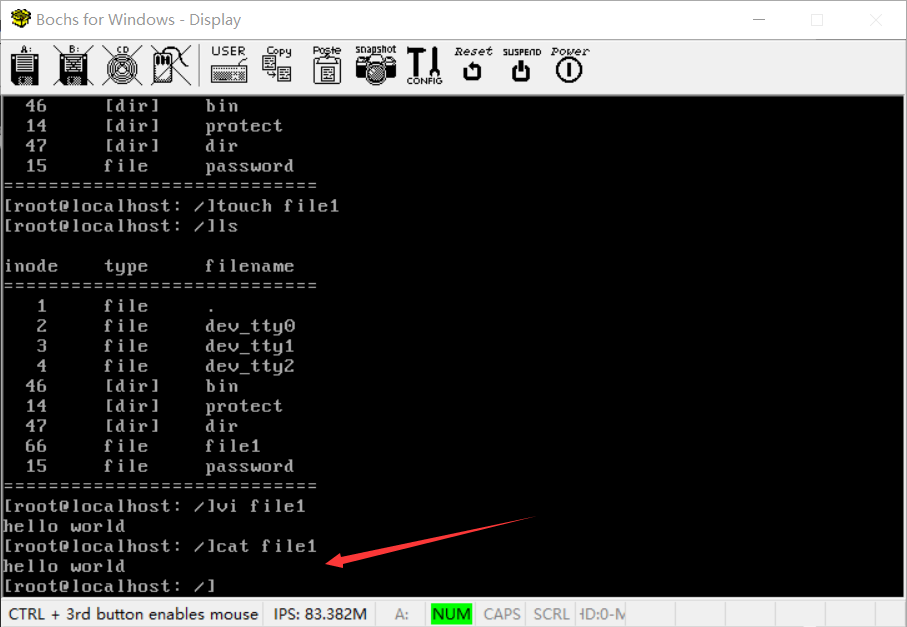 Bochs for Windows - Display
A: B: CD USER Copy Paste snapshot CONFIG Reset SUSPEND Power
46 [dir] bin
14 [dir] protect
47 [dir] dir
15 file password
============================
[root@localhost: /]touch file1
[root@localhost: /]ls
inode type filename
============================
1 file .
2 file dev_tty0
3 file dev_tty1
4 file dev_tty2
46 [dir] bin
14 [dir] protect
47 [dir] dir
66 file file1
15 file password
============================
[root@localhost: /]vi file1
hello world
[root@localhost: /]cat file1
hello world
[root@localhost: /]
CTRL + 3rd button enables mouse IPS: 83.382M A: NUM CAPS SCRL HD:0-M